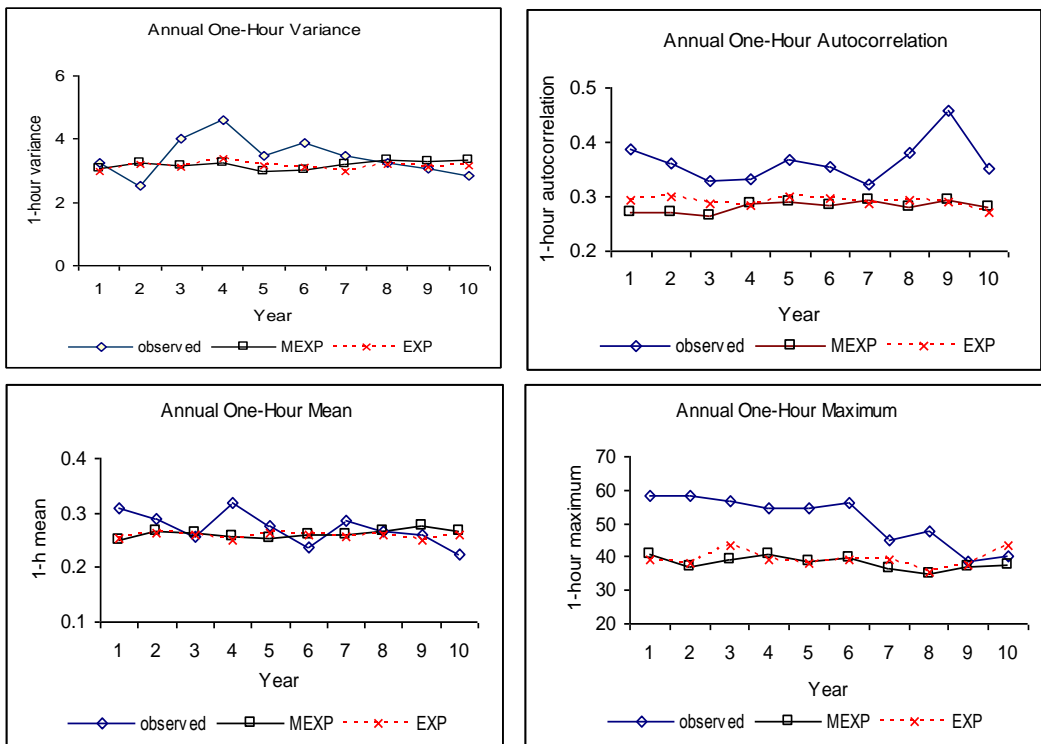 Annual One-Hour Variance
1-hour variance
6
4
2
0
1 2 3 4 5 6 7 8 9 10
Year
observed MEXP EXP
Annual One-Hour Autocorrelation
1-hour autocorrelation
0.5
0.4
0.3
0.2
1 2 3 4 5 6 7 8 9 10
Year
observed MEXP EXP
Annual One-Hour Mean
1-h mean
0.4
0.3
0.2
0.1
1 2 3 4 5 6 7 8 9 10
Year
observed MEXP EXP
Annual One-Hour Maximum
1-hour maximum
70
60
50
40
30
20
1 2 3 4 5 6 7 8 9 10
Year
observed MEXP EXP